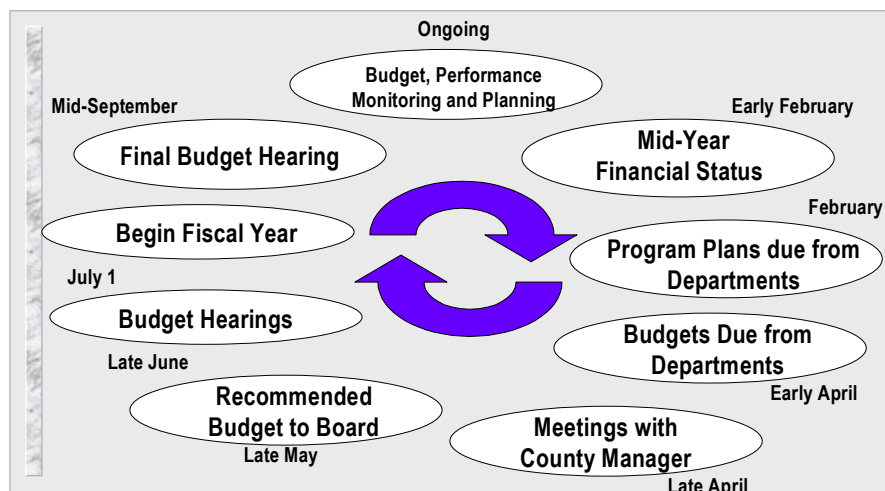 Ongoing
Budget, Performance
Monitoring and Planning
Early February
Mid-Year
Financial Status
February
Program Plans due from
Departments
Budgets Due from
Departments
Early April
Meetings with
County Manager
Late April
Recommended
Budget to Board
Late May
Budget Hearings
Late June
Begin Fiscal Year
July 1
Mid-September
Final Budget Hearing